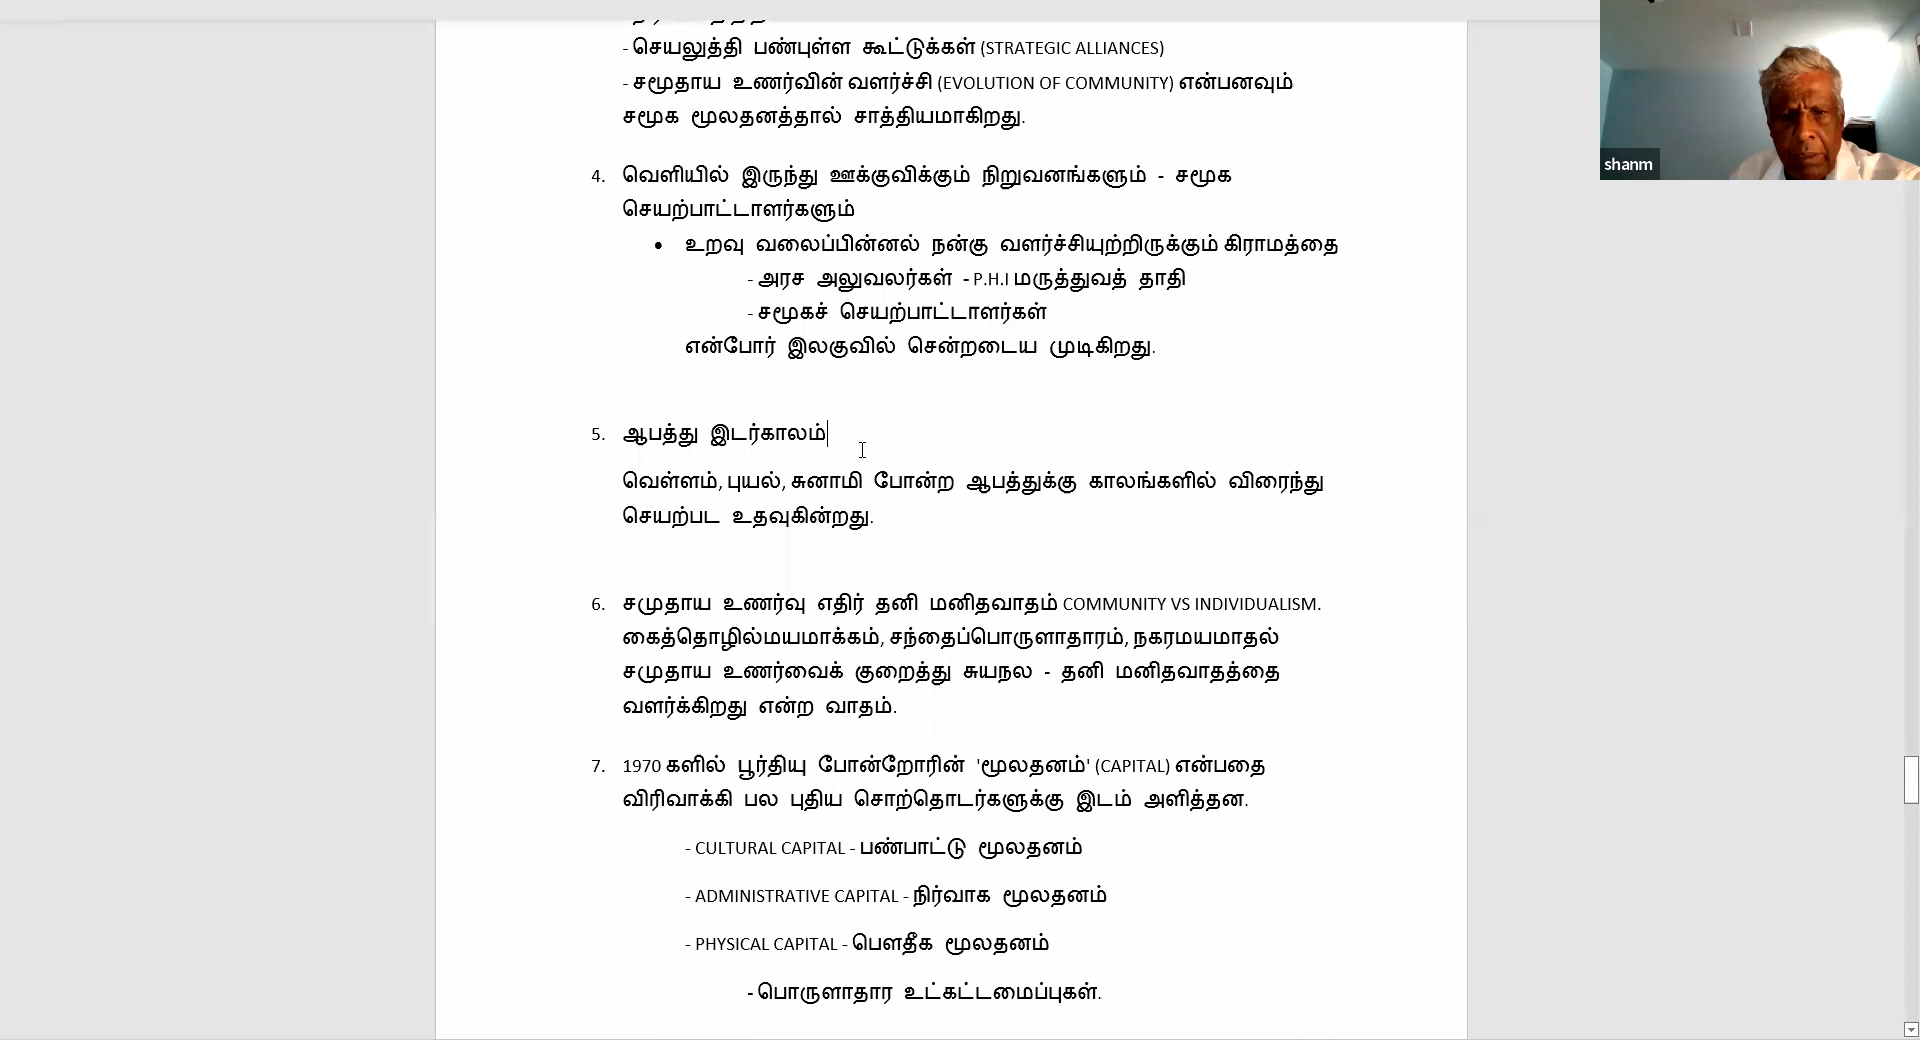 - செயலுத்தி பண்புள்ள கூட்டுக்கள் (STRATEGIC ALLIANCES)
- சமூதாய உணர்வின் வளர்ச்சி (EVOLUTION OF COMMUNITY) என்பனவும்
சமூக மூலதனத்தால் சாத்தியமாகிறது.
4. வெளியில் இருந்து ஊக்குவிக்கும் நிறுவனங்களும் - சமூக
செயற்பாட்டாளர்களும்
• உறவு வலைப்பின்னல் நன்கு வளர்ச்சியுற்றிருக்கும் கிராமத்தை
- அரச அலுவலர்கள் - P.H.I மருத்துவத் தாதி
- சமூகச் செயற்பாட்டாளர்கள்
என்போர் இலகுவில் சென்றடைய முடிகிறது.
5. ஆபத்து இடர்காலம்
வெள்ளம், புயல், சுனாமி போன்ற ஆபத்துக்கு காலங்களில் விரைந்து
செயற்பட உதவுகின்றது.
6. சமுதாய உணர்வு எதிர் தனி மனிதவாதம் COMMUNITY VS INDIVIDUALISM.
கைத்தொழில்மயமாக்கம், சந்தைப்பொருளாதாரம், நகரமயமாதல்
சமுதாய உணர்வைக் குறைத்து சுயநல - தனி மனிதவாதத்தை
வளர்க்கிறது என்ற வாதம்.
7. 1970 களில் பூர்தியு போன்றோரின் 'மூலதனம்' (CAPITAL) என்பதை
விரிவாக்கி பல புதிய சொற்தொடர்களுக்கு இடம் அளித்தன.
- CULTURAL CAPITAL - பண்பாட்டு மூலதனம்
- ADMINISTRATIVE CAPITAL - நிர்வாக மூலதனம்
- PHYSICAL CAPITAL - பௌதீக மூலதனம்
- பொருளாதார உட்கட்டமைப்புகள்.
shanm